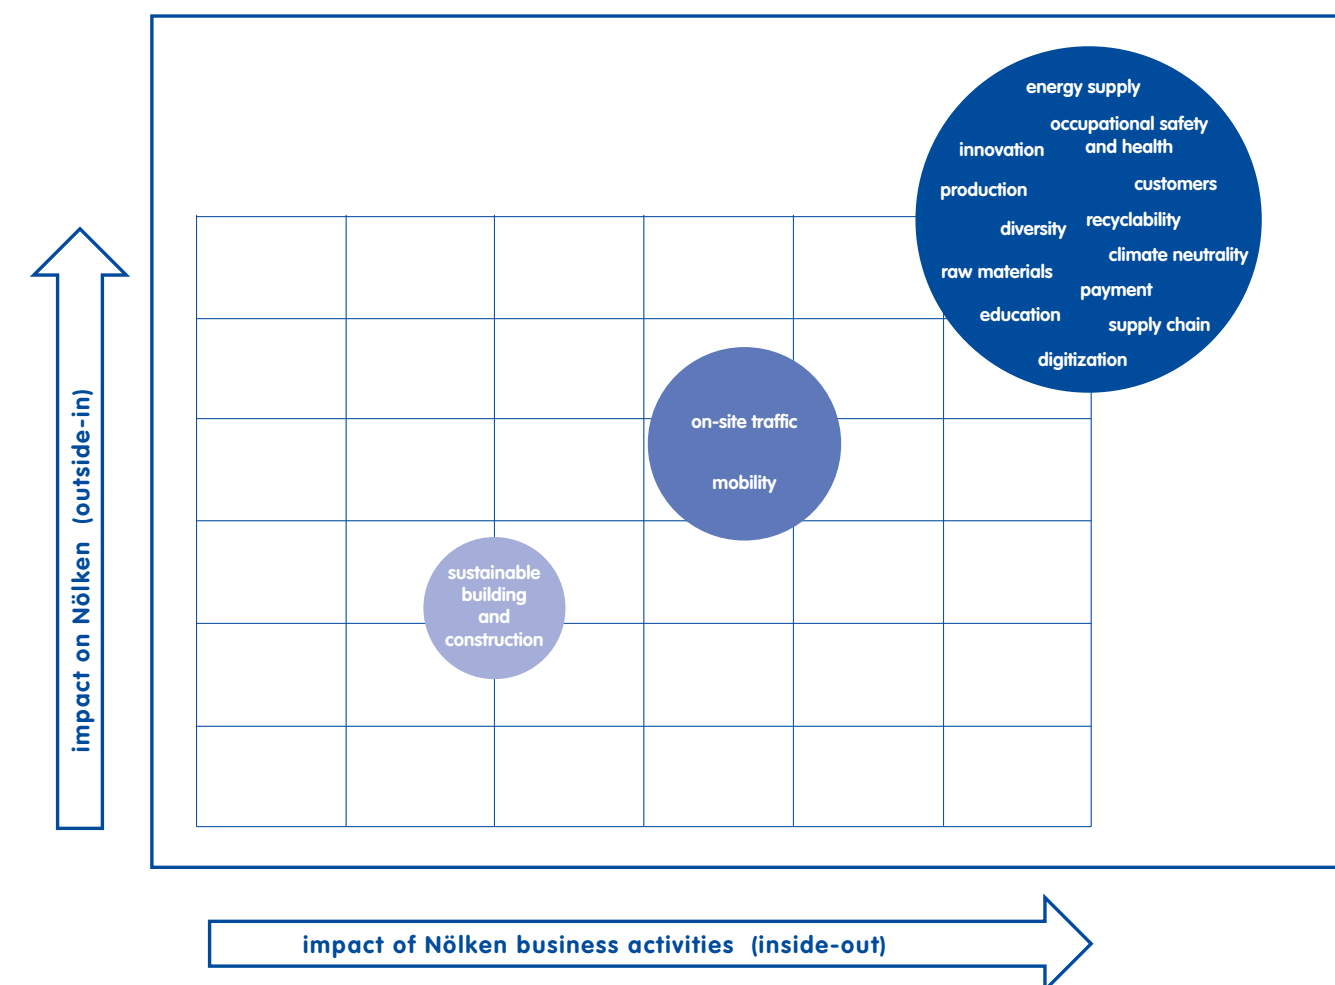 energy supply
occupational safety
and health
innovation
production
customers
diversity
recyclability
climate neutrality
raw materials
payment
education
supply chain
digitization
on-site traffic
mobility
sustainable
building
and
construction
impact on Nölken (outside-in)
impact of Nölken business activities (inside-out)